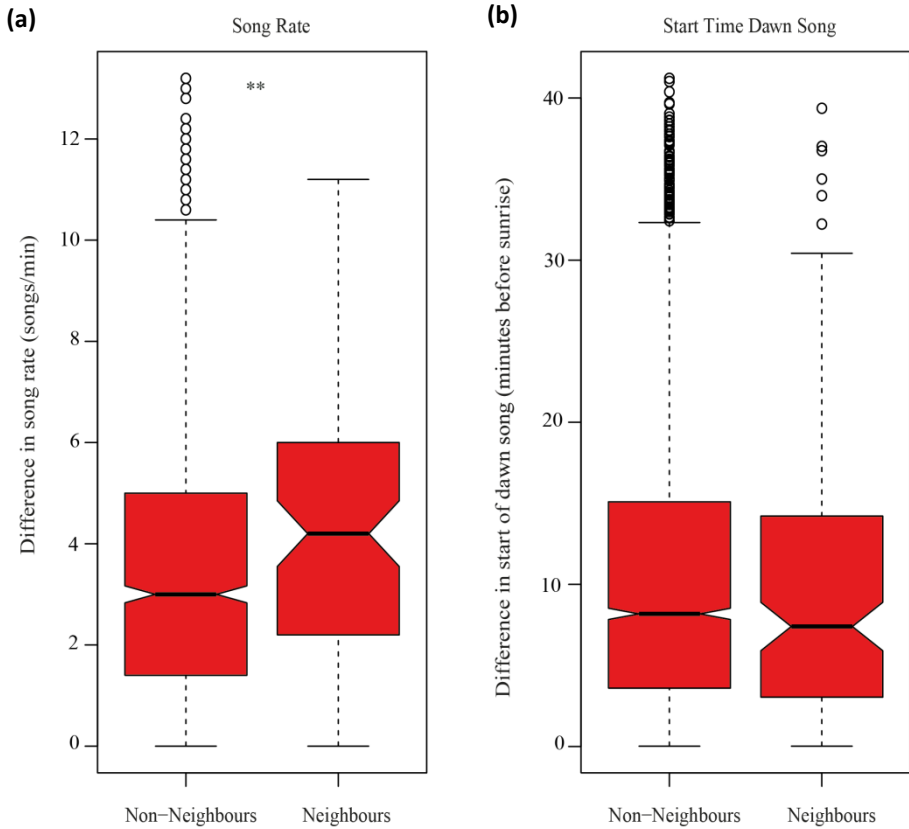 (a)
Song Rate
**
Difference in song rate (songs/min)
12
10
8
6
4
2
0
Non−Neighbours
Neighbours
(b)
Start Time Dawn Song
Difference in start of dawn song (minutes before sunrise)
40
30
20
10
0
Non−Neighbours
Neighbours